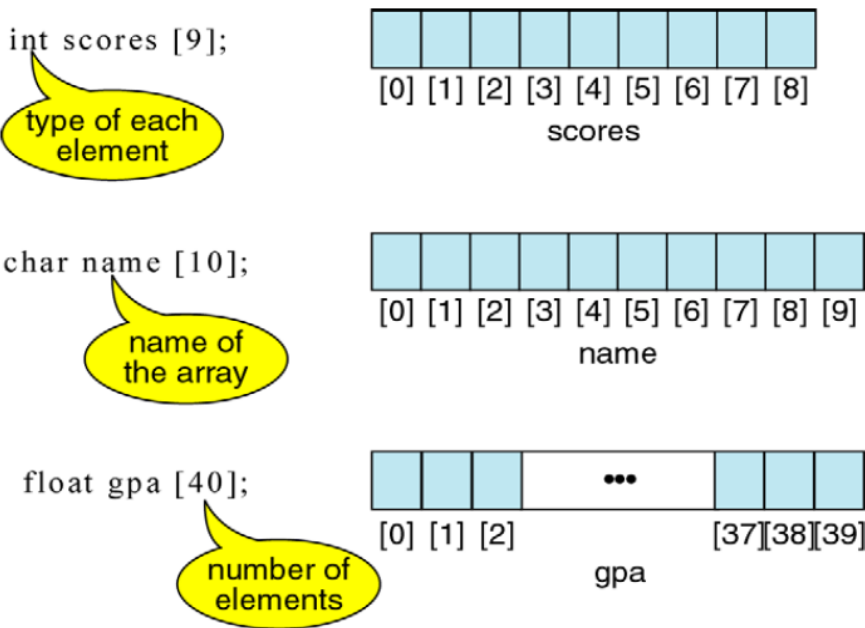 int scores [9];
[0] [1] [2] [3] [4] [5] [6] [7] [8]
scores
type of each
element
char name [10];
[0] [1] [2] [3] [4] [5] [6] [7] [8] [9]
name
name of
the array
float gpa [40];
•••
[0] [1] [2] [37][38][39]
gpa
number of
elements